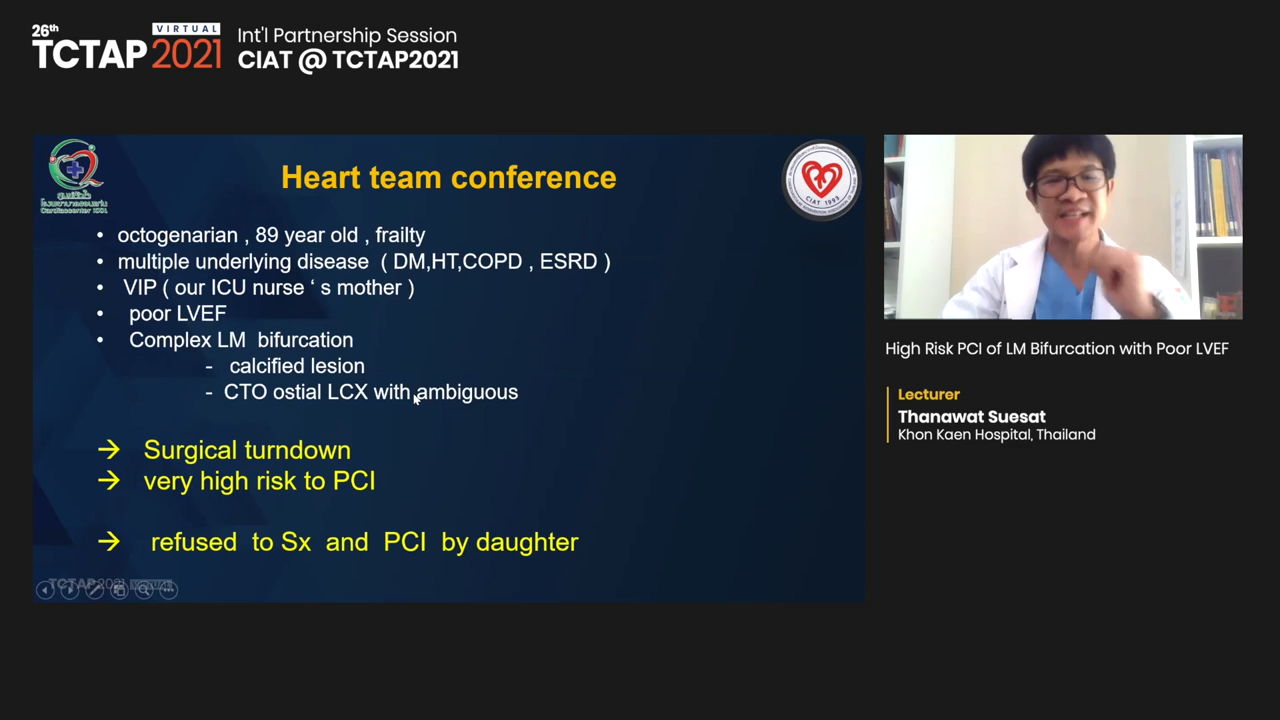 26th
VIRTUAL
TCTAP 2021
Int'l Partnership Session
CIAT @ TCTAP2021
Heart team conference
• octogenarian , 89 year old , frailty
• multiple underlying disease ( DM,HT,COPD , ESRD )
• VIP ( our ICU nurse ‘ s mother )
• poor LVEF
• Complex LM bifurcation
- calcified lesion
- CTO ostial LCX with ambiguous
→ Surgical turndown
→ very high risk to PCI
→ refused to Sx and PCI by daughter
CIAT 1993
TCTAP2021
High Risk PCI of LM Bifurcation with Poor LVEF
Lecturer
Thanawat Suesat
Khon Kaen Hospital, Thailand